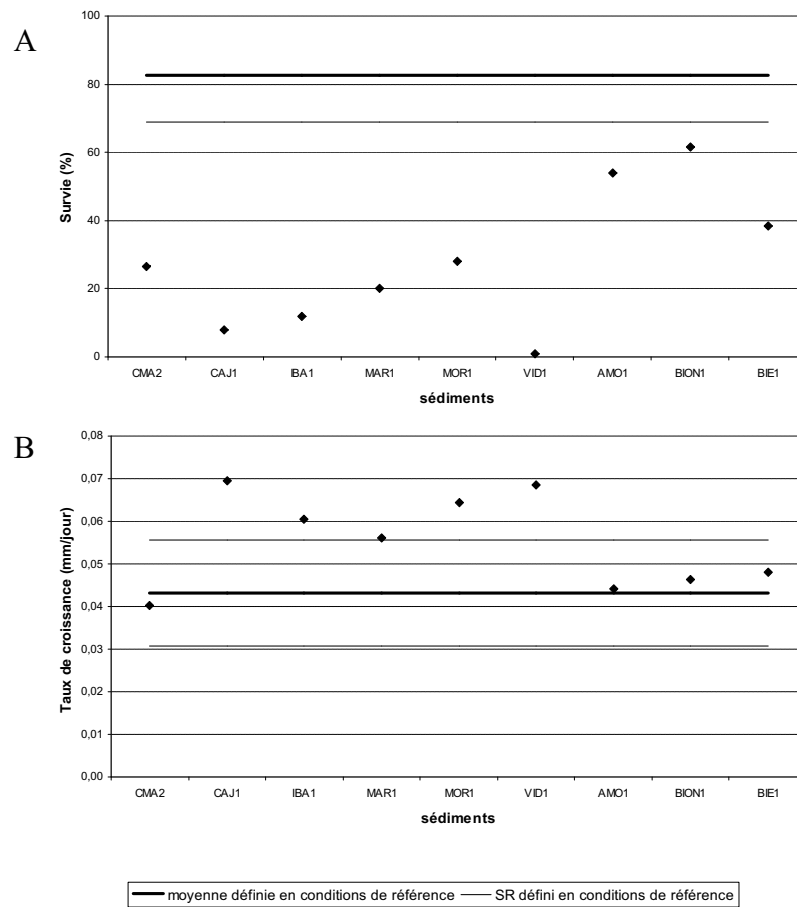 A
100
80
60
40
20
0
Survie (%)
CMA2 CAJ1 IBA1 MAR1 MOR1 VID1 AMO1 BION1 BIE1
sédiments
B
0,08
0,07
0,06
0,05
0,04
0,03
0,02
0,01
0,00
Taux de croissance (mm/jour)
CMA2 CAJ1 IBA1 MAR1 MOR1 VID1 AMO1 BION1 BIE1
sédiments
moyenne définie en conditions de référence SR défini en conditions de référence